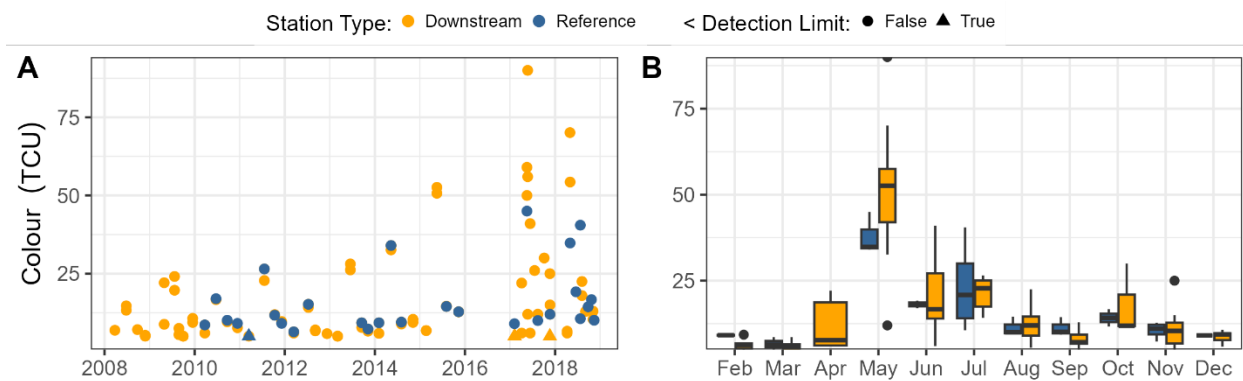 Station Type: Downstream Reference < Detection Limit: False True
A B
Colour (TCU)
75
50
25
2008 2010 2012 2014 2016 2018
75
50
25
Feb Mar Apr May Jun Jul Aug Sep Oct Nov Dec